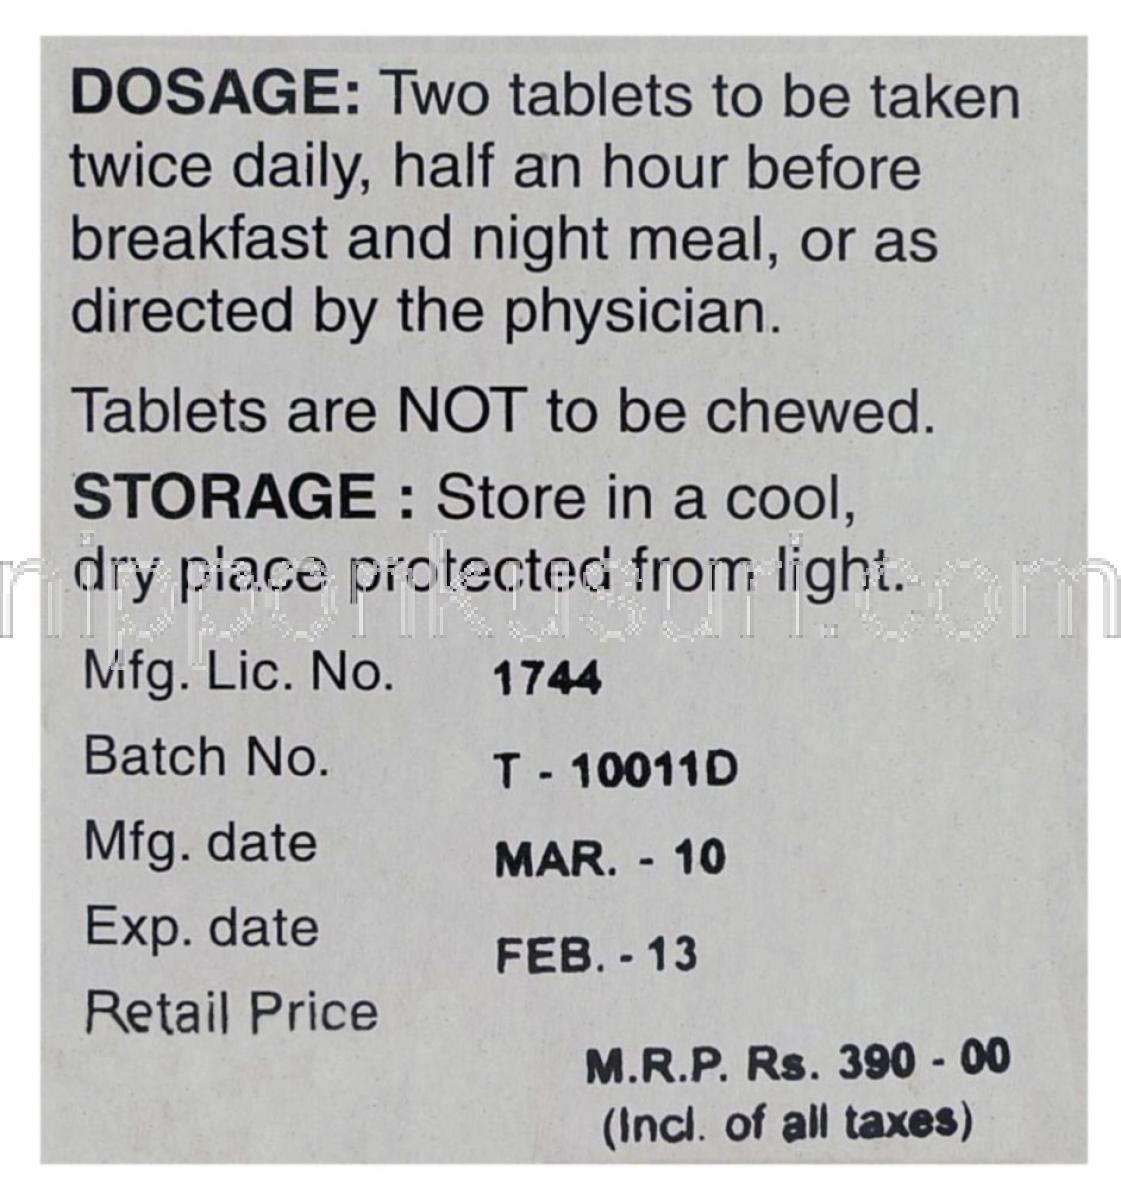 DOSAGE: Two tablets to be taken
twice daily, half an hour before
breakfast and night meal, or as
directed by the physician.
Tablets are NOT to be chewed.
STORAGE : Store in a cool,
dry place protected from light.
nipponkusuri.com
Mfg. Lic. No. 1744
Batch No. T - 10011D
Mfg. date MAR. - 10
Exp. date FEB. - 13
Retail Price
M.R.P. Rs. 390 - 00
(Incl. of all taxes)